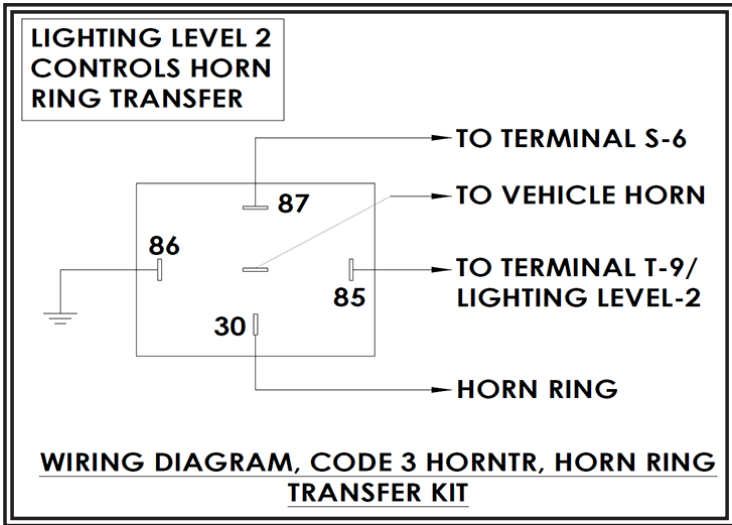 LIGHTING LEVEL 2
CONTROLS HORN
RING TRANSFER
TO TERMINAL S-6
TO VEHICLE HORN
87
86
TO TERMINAL T-9/
LIGHTING LEVEL-2
85
30
HORN RING
WIRING DIAGRAM, CODE 3 HORNTR, HORN RING
TRANSFER KIT